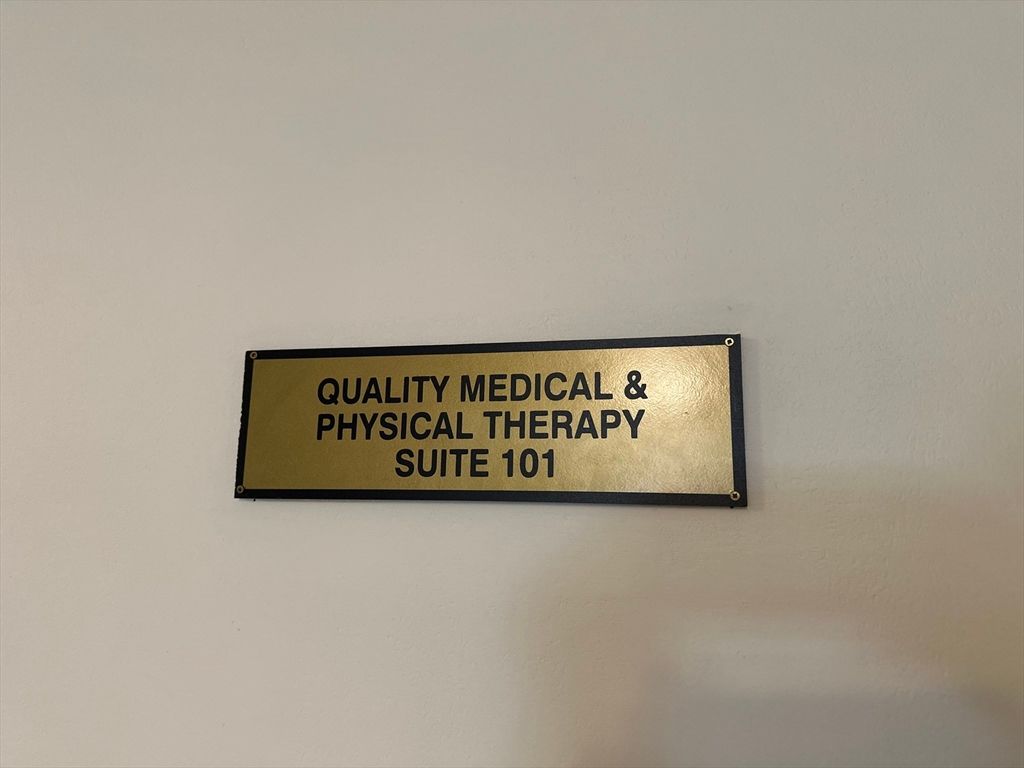 QUALITY MEDICAL &
PHYSICAL THERAPY
SUITE 101